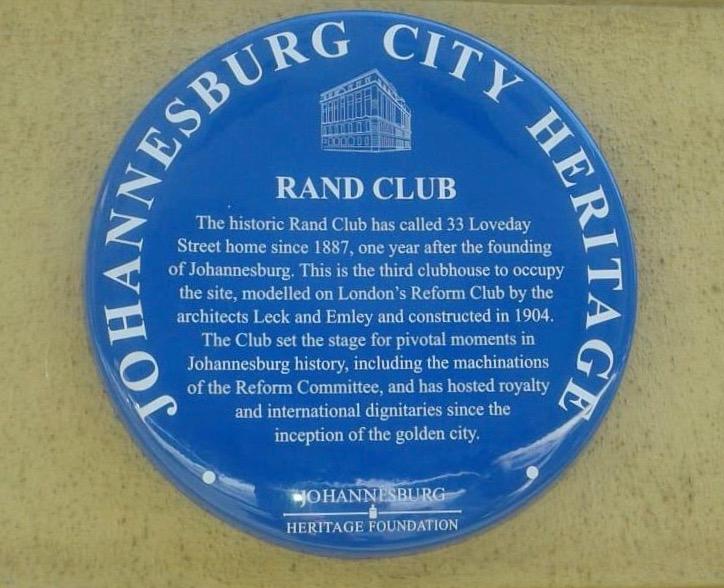 JOHANNESBURG CITY HERITAGE
RAND CLUB
The historic Rand Club has called 33 Loveday
Street home since 1887, one year after the founding
of Johannesburg. This is the third clubhouse to occupy
the site, modelled on London's Reform Club by the
architects Leck and Emley and constructed in 1904.
The Club set the stage for pivotal moments in
Johannesburg history, including the machinations
of the Reform Committee, and has hosted royalty
and international dignitaries since the
inception of the golden city.
JOHANNESBURG
HERITAGE FOUNDATION